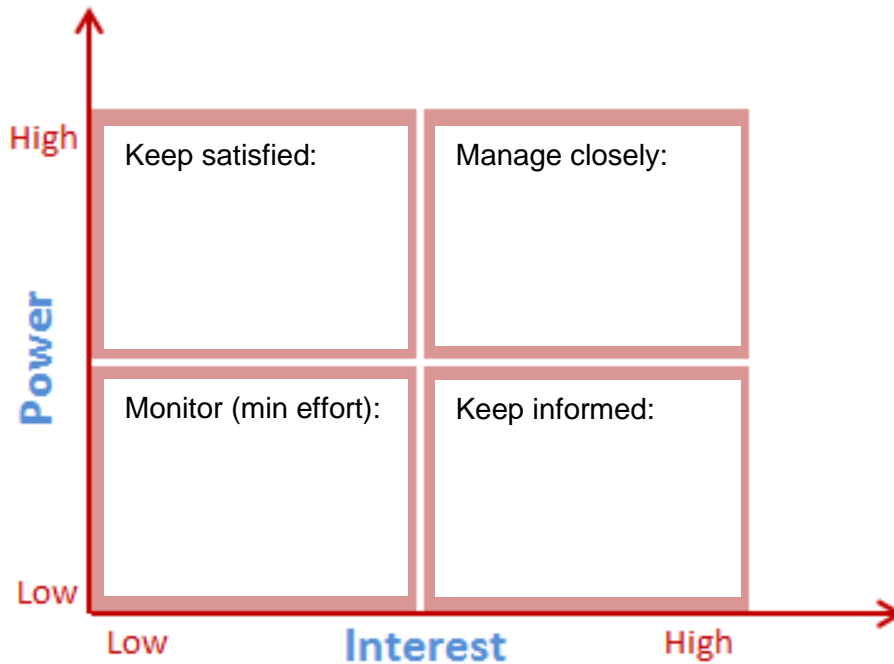 High
Keep satisfied:
Manage closely:
Power
Monitor (min effort):
Keep informed:
Low
Low
Interest
High